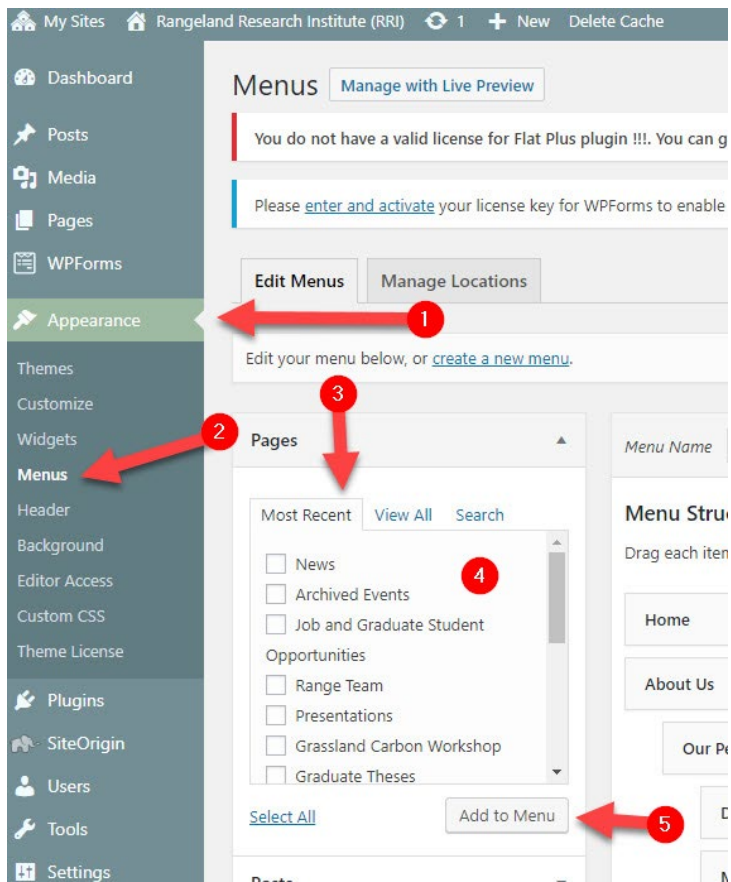 My Sites Rangeland Research Institute (RRI) 1 New Delete Cache
Dashboard
Posts
Media
Pages
WPForms
Appearance
Themes
Customize
Widgets
Menus
Header
Background
Editor Access
Custom CSS
Theme License
Plugins
SiteOrigin
Users
Tools
Settings
Menus Manage with Live Preview
You do not have a valid license for Flat Plus plugin !!!. You can g
Please enter and activate your license key for WPForms to enable
Edit Menus Manage Locations
1
Edit your menu below, or create a new menu.
3
2
Pages
Most Recent View All Search
News
4
Archived Events
Job and Graduate Student
Opportunities
Range Team
Presentations
Grassland Carbon Workshop
Graduate Theses
Select All Add to Menu
5
Posts
Menu Name
Menu Stru
Drag each iten
Home
About Us
Our Pe